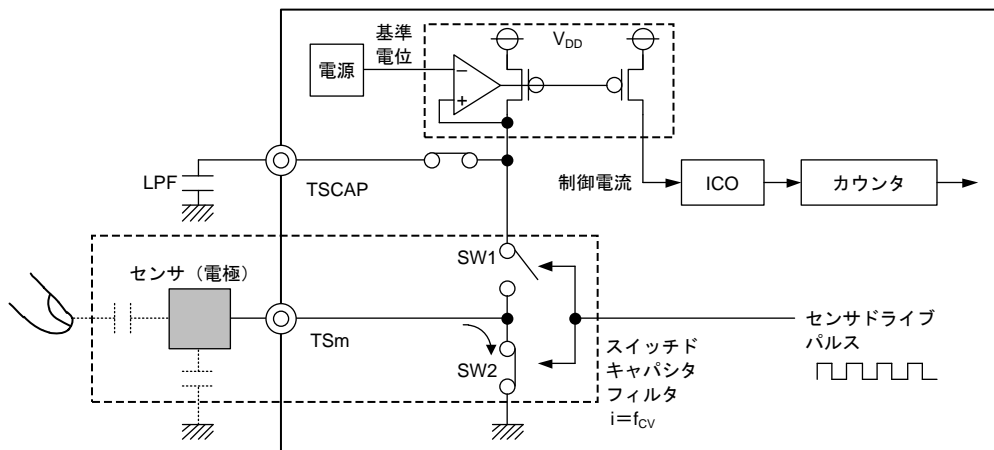 基準
電位
電源
VDD
−
+
LPF
TSCAP
制御電流
ICO
カウンタ
センサ（電極）
SW1
TSm
SW2
スイッチド
キャパシタ
フィルタ
i＝fCV
センサドライブ
パルス